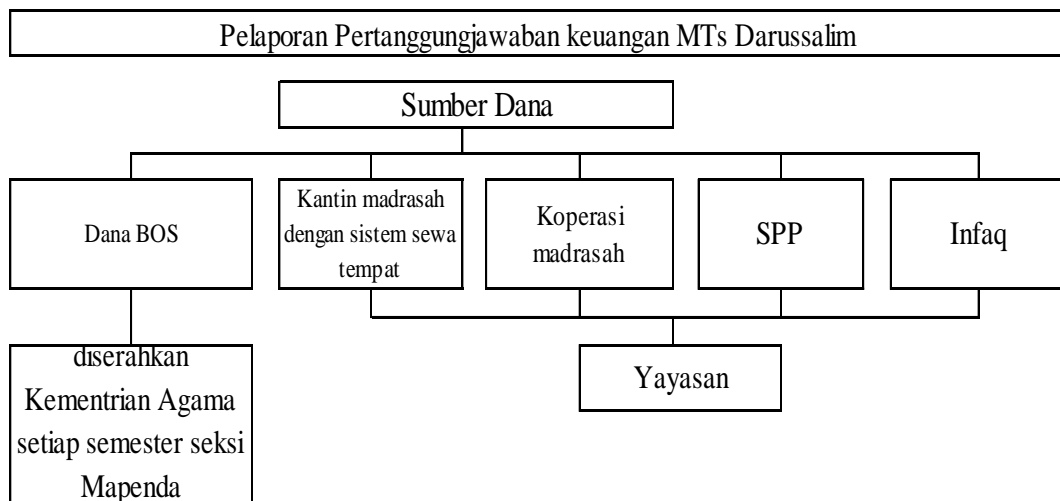 Pelaporan Pertanggungjawaban keuangan MTs Darussalim
Sumber Dana
Dana BOS
Kantin madrasah
dengan sistem sewa
tempat
Koperasi
madrasah
SPP
Infaq
diserahkan
Kementrian Agama
setiap semester seksi
Mapenda
Yayasan